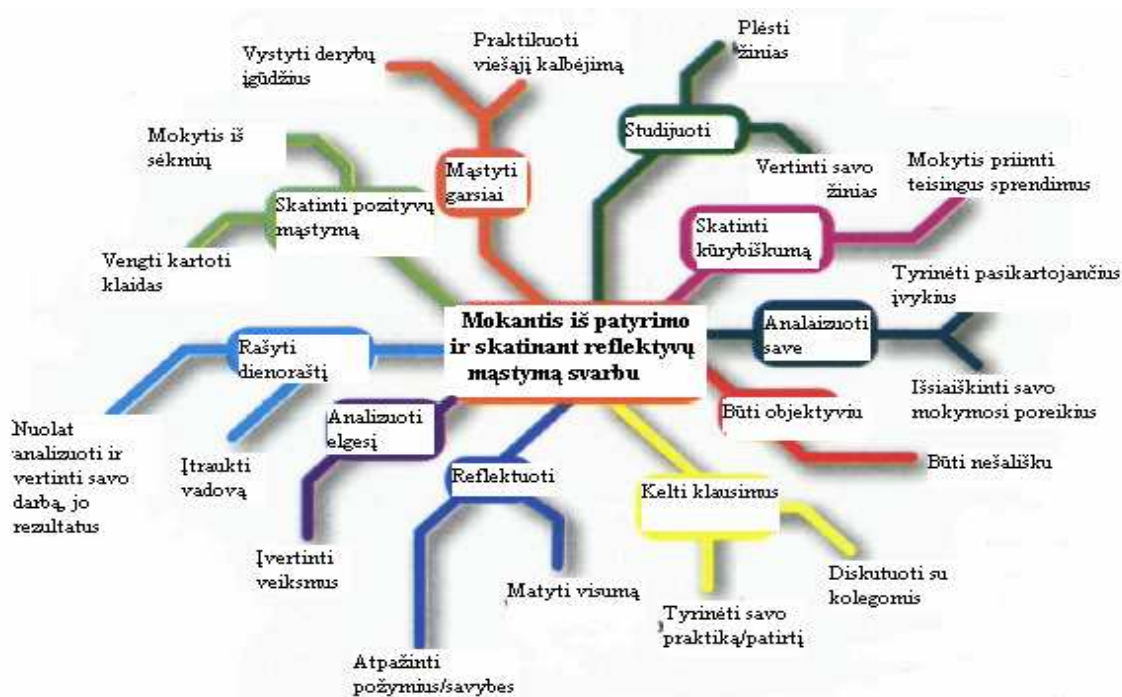 Plėsti
žinias
Praktikuoti
viešąjį kalbėjimą
Vystyti derybų
įgūdžius
Studijuoti
Mokytis iš
sėkmių
Mąstyti
garsiai
Vertinti savo
žinias
Mokytis priimti
teisingus sprendimus
Skatinti pozityvų
mąstymą
Skatinti
kūrybiškumą
Vengti kartoti
klaidas
Tyrinėti pasikartojančius
įvykius
Mokantis iš patyrimo
ir skatinant reflektyvų
mąstymą svarbu
Analaizuoti
save
Rašyti
dienoraštį
Išsiaiškinti savo
mokymosi poreikius
Būti objektyviu
Analizuoti
elgesį
Nuolat
analizuoti ir
vertinti savo
darbą, jo
rezultatus
Įtraukti
vadovą
Būti nešališku
Reflektuoti
Kelti klausimus
Įvertinti
veiksmus
Matyti visumą
Diskutuoti su
kolegomis
Tyrinėti savo
praktiką/patirtį
Atpažinti
požymius/savybes